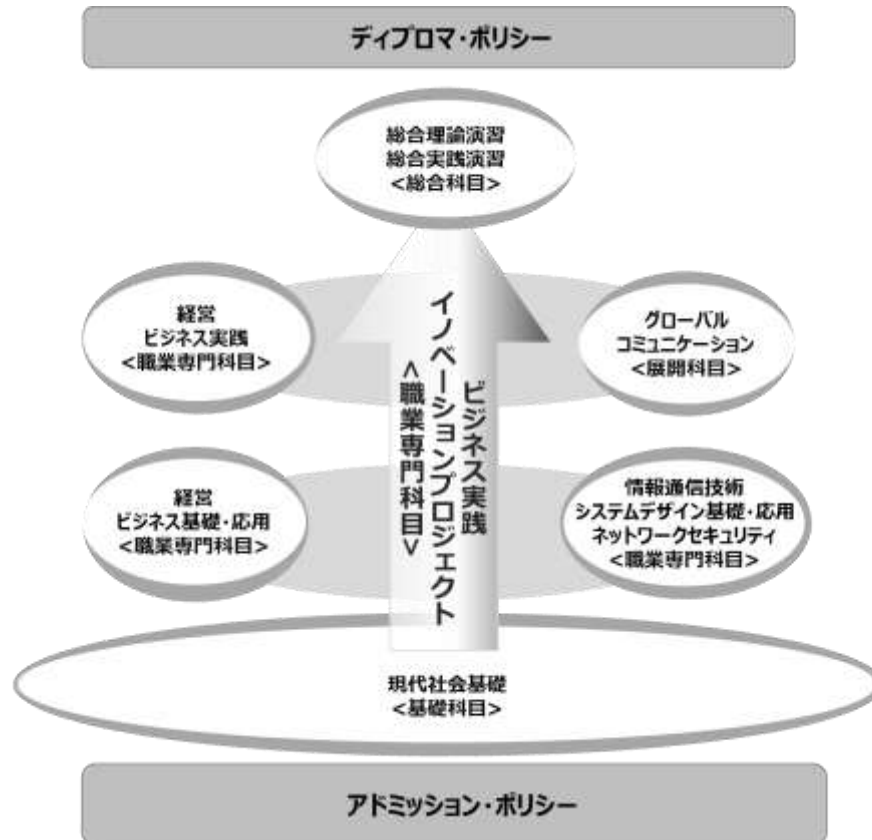 ディプロマ・ポリシー
総合理論演習
総合実践演習
<総合科目>
経営
ビジネス実践
<職業専門科目>
グローバル
コミュニケーション
<展開科目>
ビジネス実践
イノベーションプロジェクト
<職業専門科目>
経営
ビジネス基礎・応用
<職業専門科目>
情報通信技術
システムデザイン基礎・応用
ネットワークセキュリティ
<職業専門科目>
現代社会基礎
<基礎科目>
アドミッション・ポリシー